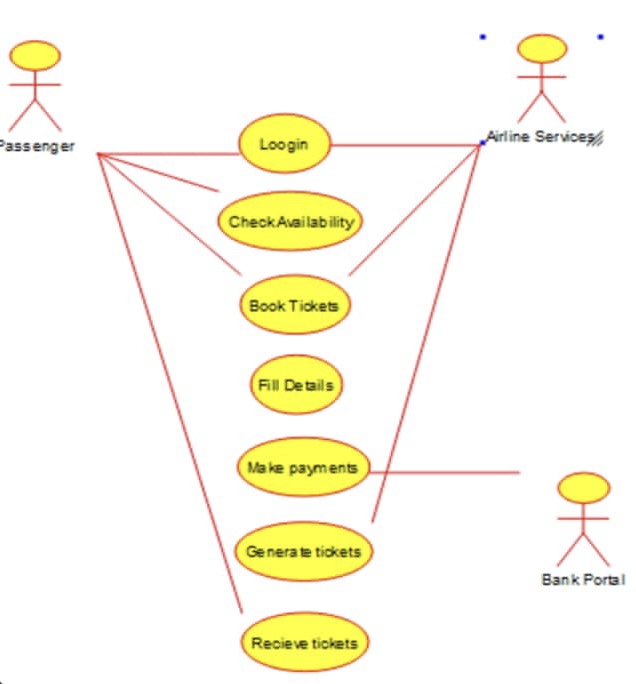 Passenger
Airline Services
Loogin
CheckAvailability
Book Tickets
Fill Details
Make payments
Generate tickets
Bank Portal
Recieve tickets